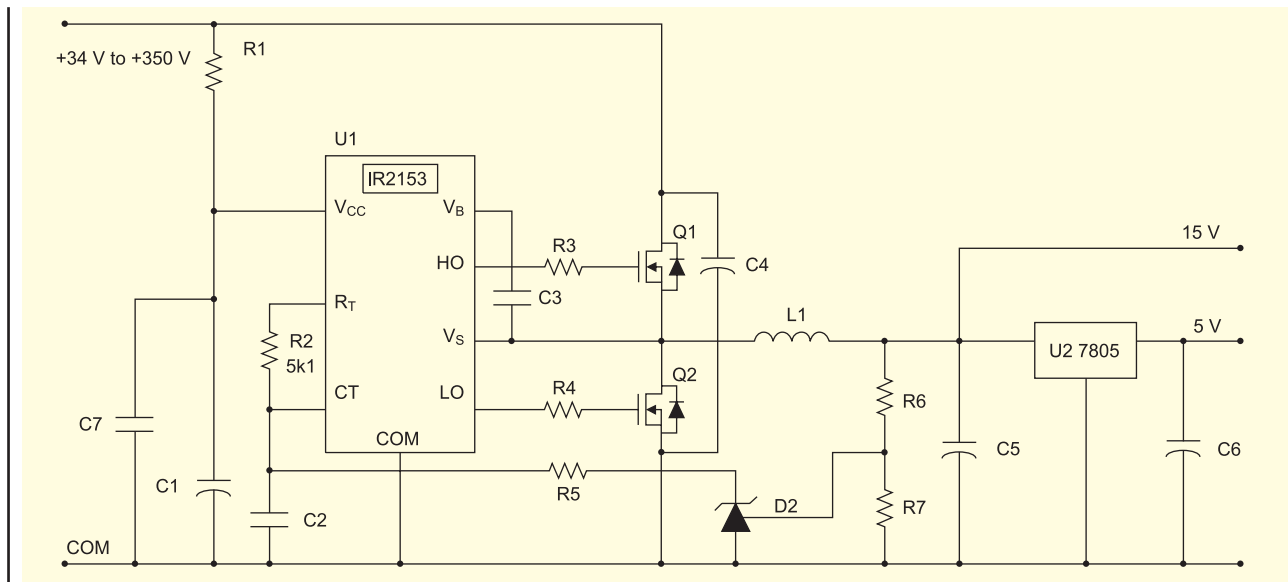 +34 V to +350 V
R1
U1
IR2153
VCC
VB
Q1
15 V
R3
HO
C4
RT
C3
L1
5 V
R2
5k1
VS
U2 7805
Q2
CT
LO
R4
R6
C7
COM
C5
C6
C1
R5
D2
R7
C2
COM